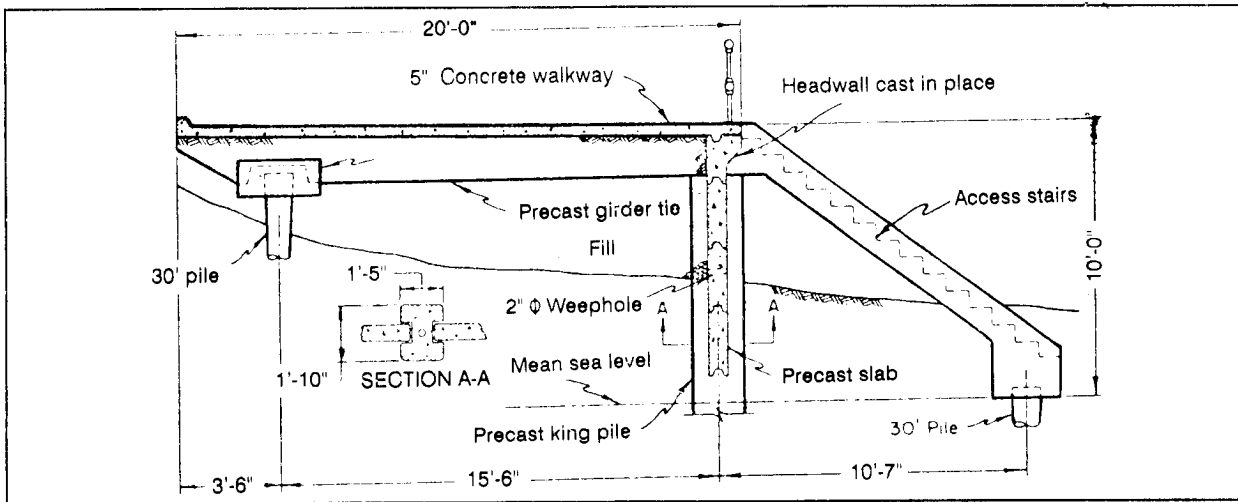 20'-0"
5" Concrete walkway
Headwall cast in place
Precast girder tie
Access stairs
10'-0"
Fill
30' pile
1'-5"
2" Φ Weephole
A
A
1'-10"
SECTION A-A
Mean sea level
Precast slab
Precast king pile
30' Pile
3'-6"
15'-6"
10'-7"